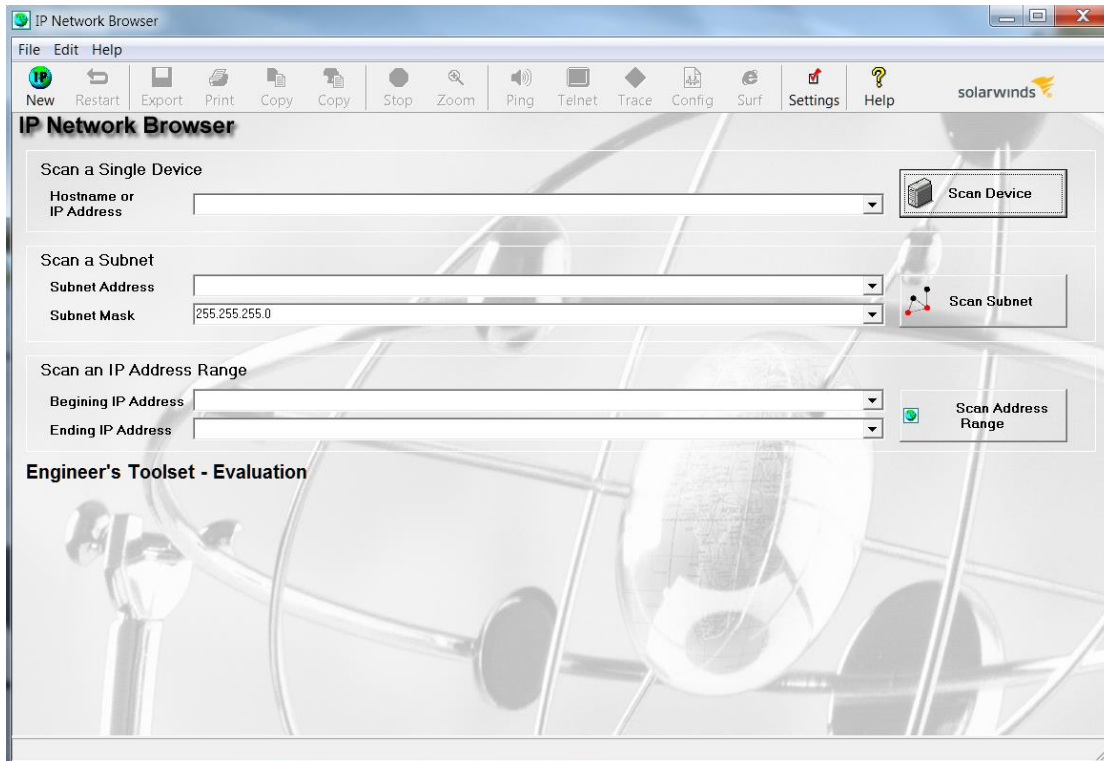 IP Network Browser
File Edit Help
New Restart Export Print Copy Copy Stop Zoom Ping Telnet Trace Config Surf Settings Help
solarwinds
IP Network Browser
Scan a Single Device
Hostname or
IP Address
Scan Device
Scan a Subnet
Subnet Address
Subnet Mask 255.255.255.0
Scan Subnet
Scan an IP Address Range
Begining IP Address
Ending IP Address
Scan Address
Range
Engineer's Toolset - Evaluation